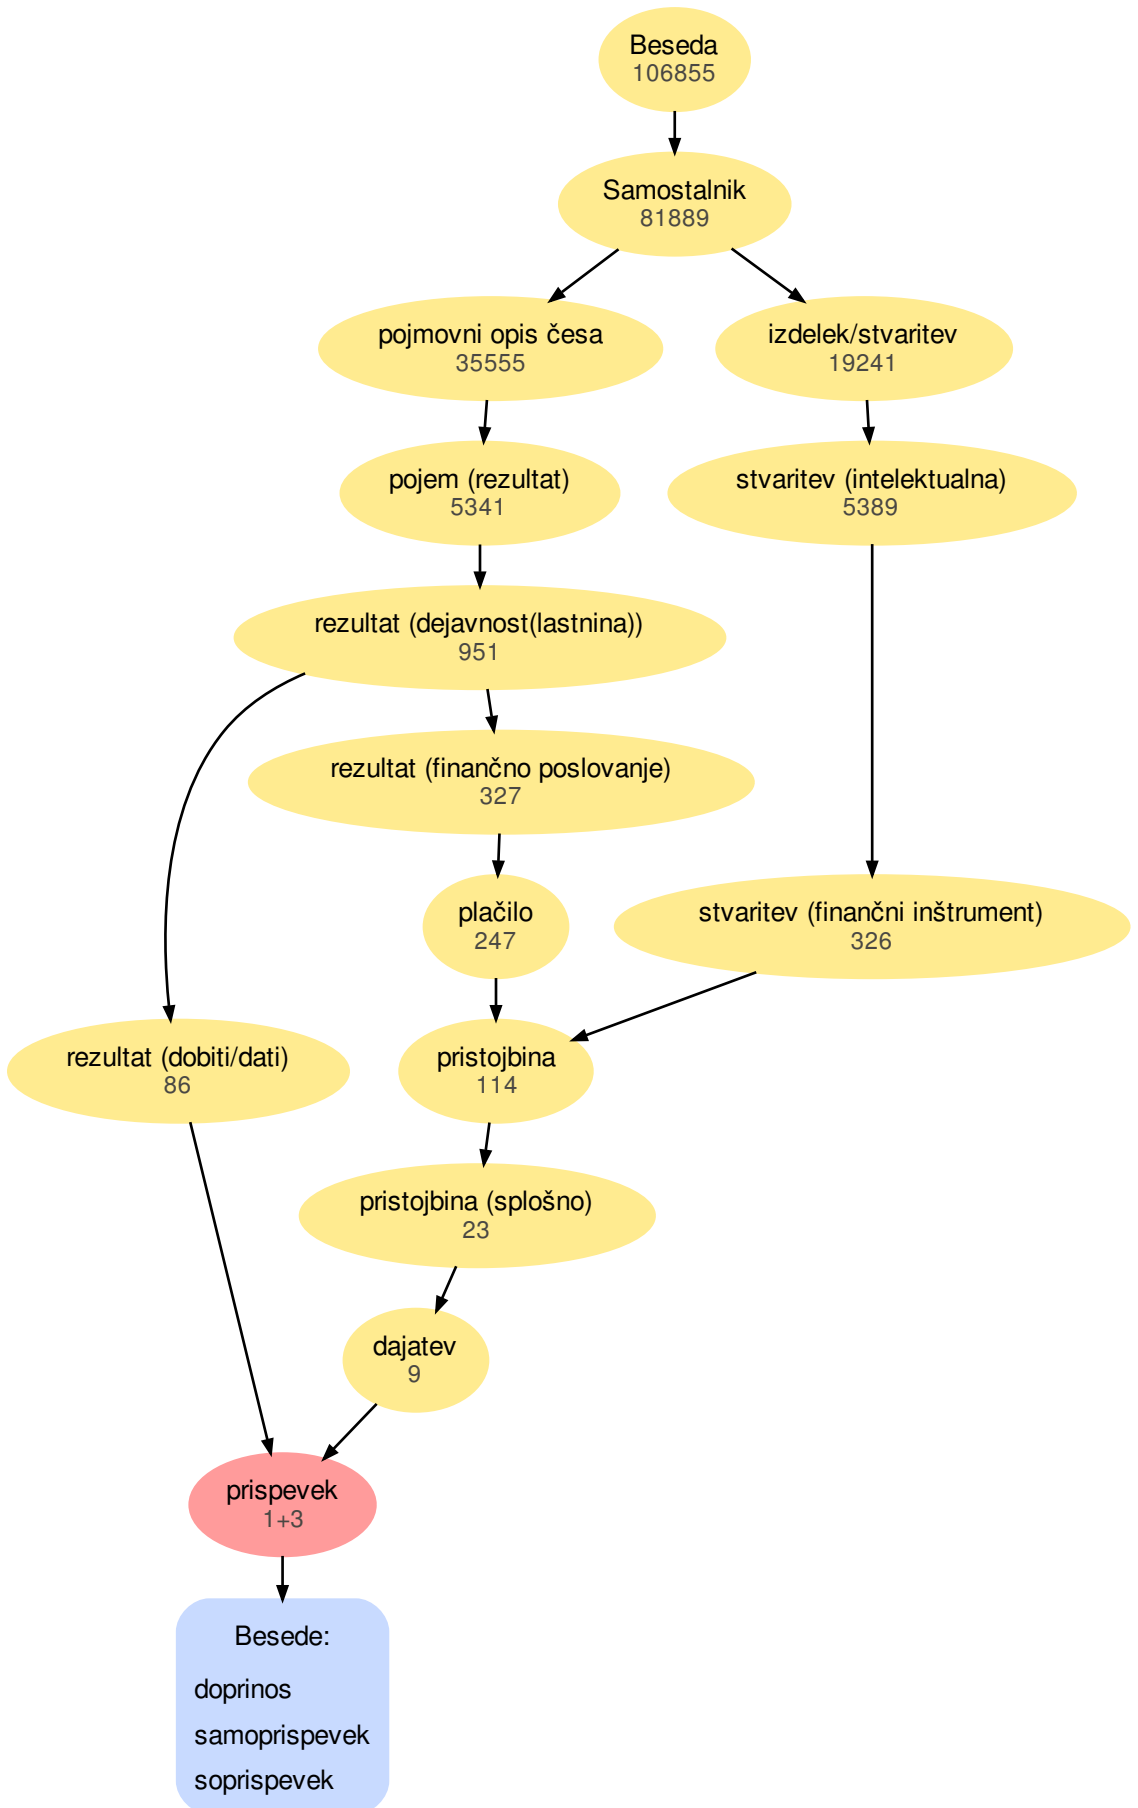 Beseda
106855
Samostalnik
81889
pojmovni opis česa
35555
izdelek/stvaritev
19241
pojem (rezultat)
5341
stvaritev (intelektualna)
5389
rezultat (dejavnost(lastnina))
951
rezultat (finančno poslovanje)
327
plačilo
247
stvaritev (finančni inštrument)
326
rezultat (dobiti/dati)
86
pristojbina
114
pristojbina (splošno)
23
dajatev
9
prispevek
1+3
Besede:
doprinos
samoprispevek
soprispevek